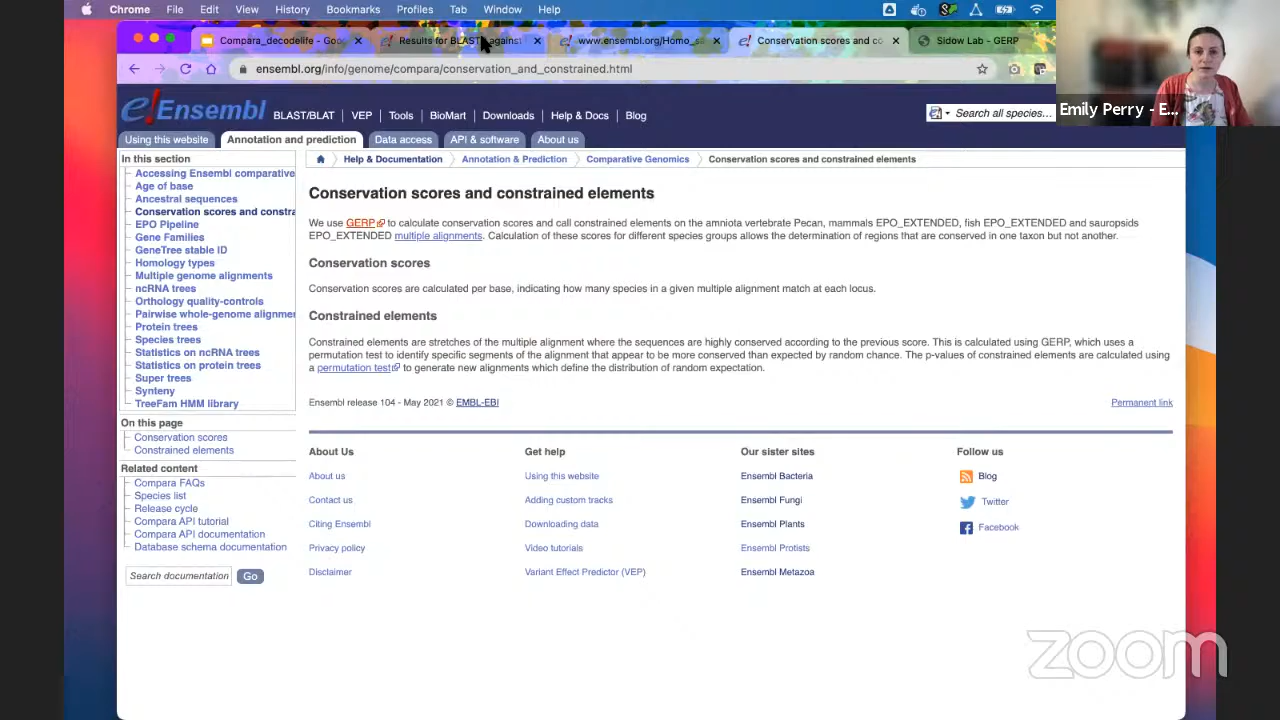 Chrome File Edit View History Bookmarks Profiles Tab Window Help
Compara_decodelife - Goo
Results for BLAST against
www.ensembl.org/Homo_sa
Conservation scores and co
Sidow Lab - GERP
ensembl.org/info/genome/compara/conservation_and_constrained.html
Emily Perry - E...
e!Ensembl BLAST/BLAT VEP Tools BioMart Downloads Help & Docs Blog
Search all species...
Using this website Annotation and prediction Data access API & software About us
In this section
Accessing Ensembl comparative
Age of base
Ancestral sequences
Conservation scores and constra
EPO Pipeline
Gene Families
GeneTree stable ID
Homology types
Multiple genome alignments
ncRNA trees
Orthology quality-controls
Pairwise whole-genome alignmen
Protein trees
Species trees
Statistics on ncRNA trees
Statistics on protein trees
Super trees
Synteny
TreeFam HMM library
On this page
Conservation scores
Constrained elements
Related content
Compara FAQs
Species list
Release cycle
Compara API tutorial
Compara API documentation
Database schema documentation
Search documentation Go
Help & Documentation Annotation & Prediction Comparative Genomics Conservation scores and constrained elements
Conservation scores and constrained elements
We use GERP to calculate conservation scores and call constrained elements on the amniota vertebrate Pecan, mammals EPO_EXTENDED, fish EPO_EXTENDED and sauropsids
EPO_EXTENDED multiple alignments. Calculation of these scores for different species groups allows the determination of regions that are conserved in one taxon but not another.
Conservation scores
Conservation scores are calculated per base, indicating how many species in a given multiple alignment match at each locus.
Constrained elements
Constrained elements are stretches of the multiple alignment where the sequences are highly conserved according to the previous score. This is calculated using GERP, which uses a
permutation test to identify specific segments of the alignment that appear to be more conserved than expected by random chance. The p-values of constrained elements are calculated using
a permutation test to generate new alignments which define the distribution of random expectation.
Ensembl release 104 - May 2021 © EMBL-EBI
Permanent link
About Us
About us
Contact us
Citing Ensembl
Privacy policy
Disclaimer
Get help
Using this website
Adding custom tracks
Downloading data
Video tutorials
Variant Effect Predictor (VEP)
Our sister sites
Ensembl Bacteria
Ensembl Fungi
Ensembl Plants
Ensembl Protists
Ensembl Metazoa
Follow us
Blog
Twitter
Facebook
zoom